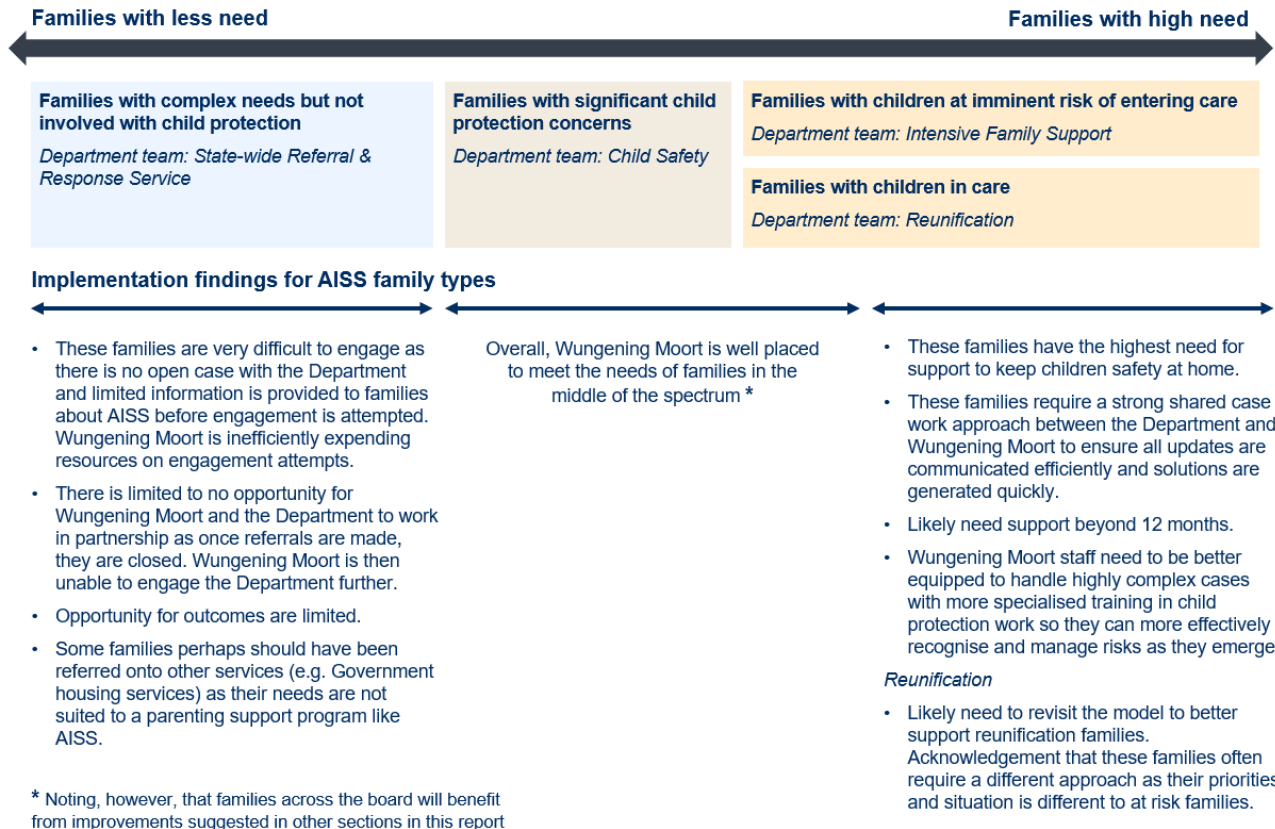 Families with less need
Families with high need
Families with complex needs but not
involved with child protection
Department team: State-wide Referral &
Response Service
Families with significant child
protection concerns
Department team: Child Safety
Families with children at imminent risk of entering care
Department team: Intensive Family Support
Families with children in care
Department team: Reunification
Implementation findings for AISS family types
• These families are very difficult to engage as
there is no open case with the Department
and limited information is provided to families
about AISS before engagement is attempted.
Wungening Moort is inefficiently expending
resources on engagement attempts.
• There is limited to no opportunity for
Wungening Moort and the Department to work
in partnership as once referrals are made,
they are closed. Wungening Moort is then
unable to engage the Department further.
• Opportunity for outcomes are limited.
• Some families perhaps should have been
referred onto other services (e.g. Government
housing services) as their needs are not
suited to a parenting support program like
AISS.
Overall, Wungening Moort is well placed
to meet the needs of families in the
middle of the spectrum *
• These families have the highest need for
support to keep children safety at home.
• These families require a strong shared case
work approach between the Department and
Wungening Moort to ensure all updates are
communicated efficiently and solutions are
generated quickly.
• Likely need support beyond 12 months.
• Wungening Moort staff need to be better
equipped to handle highly complex cases
with more specialised training in child
protection work so they can more effectively
recognise and manage risks as they emerge
Reunification
• Likely need to revisit the model to better
support reunification families.
Acknowledgement that these families often
require a different approach as their priorities
and situation is different to at risk families.
* Noting, however, that families across the board will benefit
from improvements suggested in other sections in this report